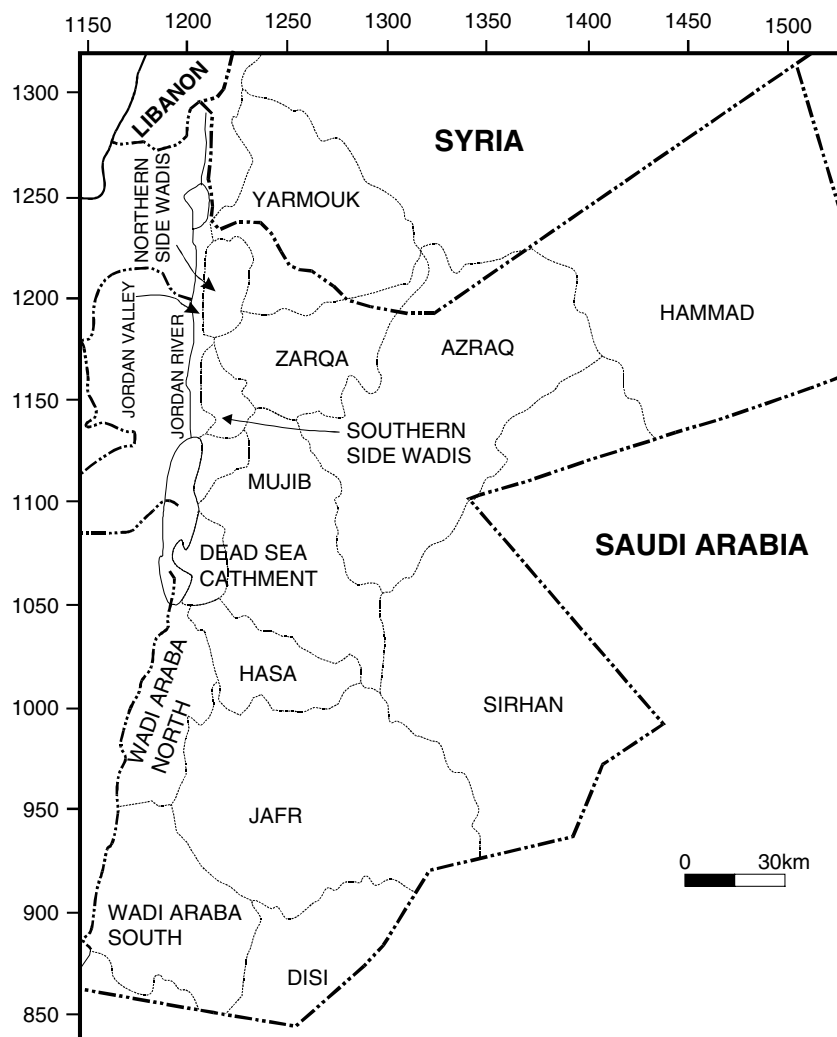 1150 1200 1250 1300 1350 1400 1450 1500
1300
1250
1200
1150
1100
1050
1000
950
900
850
LIBANON
SYRIA
NORTHERN
SIDE WADIS
YARMOUK
JORDAN VALLEY
JORDAN RIVER
HAMMAD
ZARQA
AZRAQ
SOUTHERN
SIDE WADIS
MUJIB
SAUDI ARABIA
DEAD SEA
CATHMENT
WADI ARABA
NORTH
HASA
SIRHAN
JAFR
0 30km
WADI ARABA
SOUTH
DISI